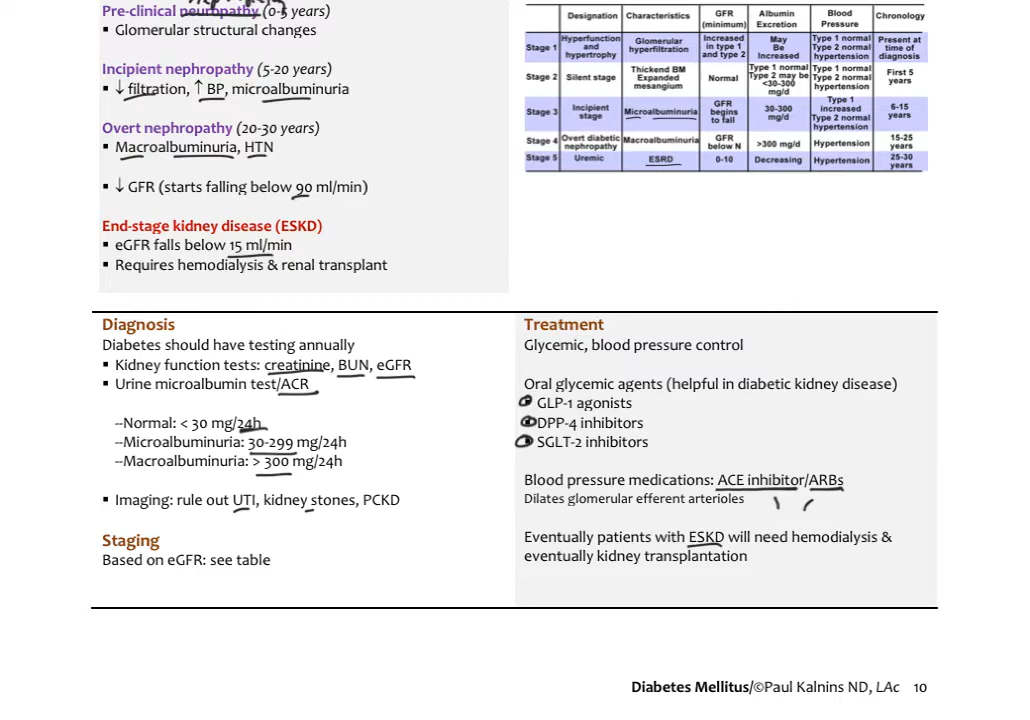 Pre-clinical neuropathy (0-5 years)
▪ Glomerular structural changes
Incipient nephropathy (5-20 years)
▪ ↓ filtration, ↑ BP, microalbuminuria
Overt nephropathy (20-30 years)
▪ Macroalbuminuria, HTN
▪ ↓ GFR (starts falling below 90 ml/min)
End-stage kidney disease (ESKD)
▪ eGFR falls below 15 ml/min
▪ Requires hemodialysis & renal transplant
Designation Characteristics GFR (minimum) Albumin Excretion Blood Pressure Chronology
Stage 1 Hyperfunction and hypertrophy Glomerular hyperfiltration Increased in type 1 and type 2 May Be Increased Type 1 normal Type 2 normal hypertension Present at time of diagnosis
Stage 2 Silent stage Thickend BM Expanded mesangium Normal Type 1 normal Type 2 may be <30-300 mg/d Type 1 normal Type 2 normal hypertension First 5 years
Stage 3 Incipient stage Microalbuminuria GFR begins to fall 30-300 mg/d Type 1 increased Type 2 normal hypertension 6-15 years
Stage 4 Overt diabetic nephropathy Macroalbuminuria GFR below N >300 mg/d Hypertension 15-25 years
Stage 5 Uremic ESRD 0-10 Decreasing Hypertension 25-30 years
Diagnosis
Diabetes should have testing annually
▪ Kidney function tests: creatinine, BUN, eGFR
▪ Urine microalbumin test/ACR
--Normal: < 30 mg/24h
--Microalbuminuria: 30-299 mg/24h
--Macroalbuminuria: > 300 mg/24h
▪ Imaging: rule out UTI, kidney stones, PCKD
Staging
Based on eGFR: see table
Treatment
Glycemic, blood pressure control
Oral glycemic agents (helpful in diabetic kidney disease)
GLP-1 agonists
DPP-4 inhibitors
SGLT-2 inhibitors
Blood pressure medications: ACE inhibitor/ARBs
Dilates glomerular efferent arterioles
Eventually patients with ESKD will need hemodialysis &
eventually kidney transplantation
Diabetes Mellitus/©Paul Kalnins ND, LAc 10